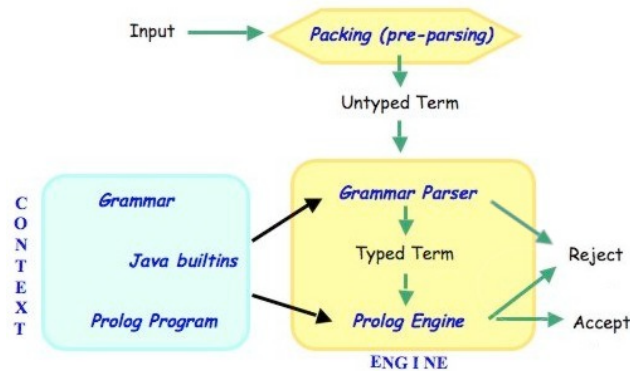 Input
Packing (pre-parsing)
Untyped Term
CONTEXT
Grammar
Java builtins
Prolog Program
Grammar Parser
Typed Term
Prolog Engine
Reject
Accept
ENGINE